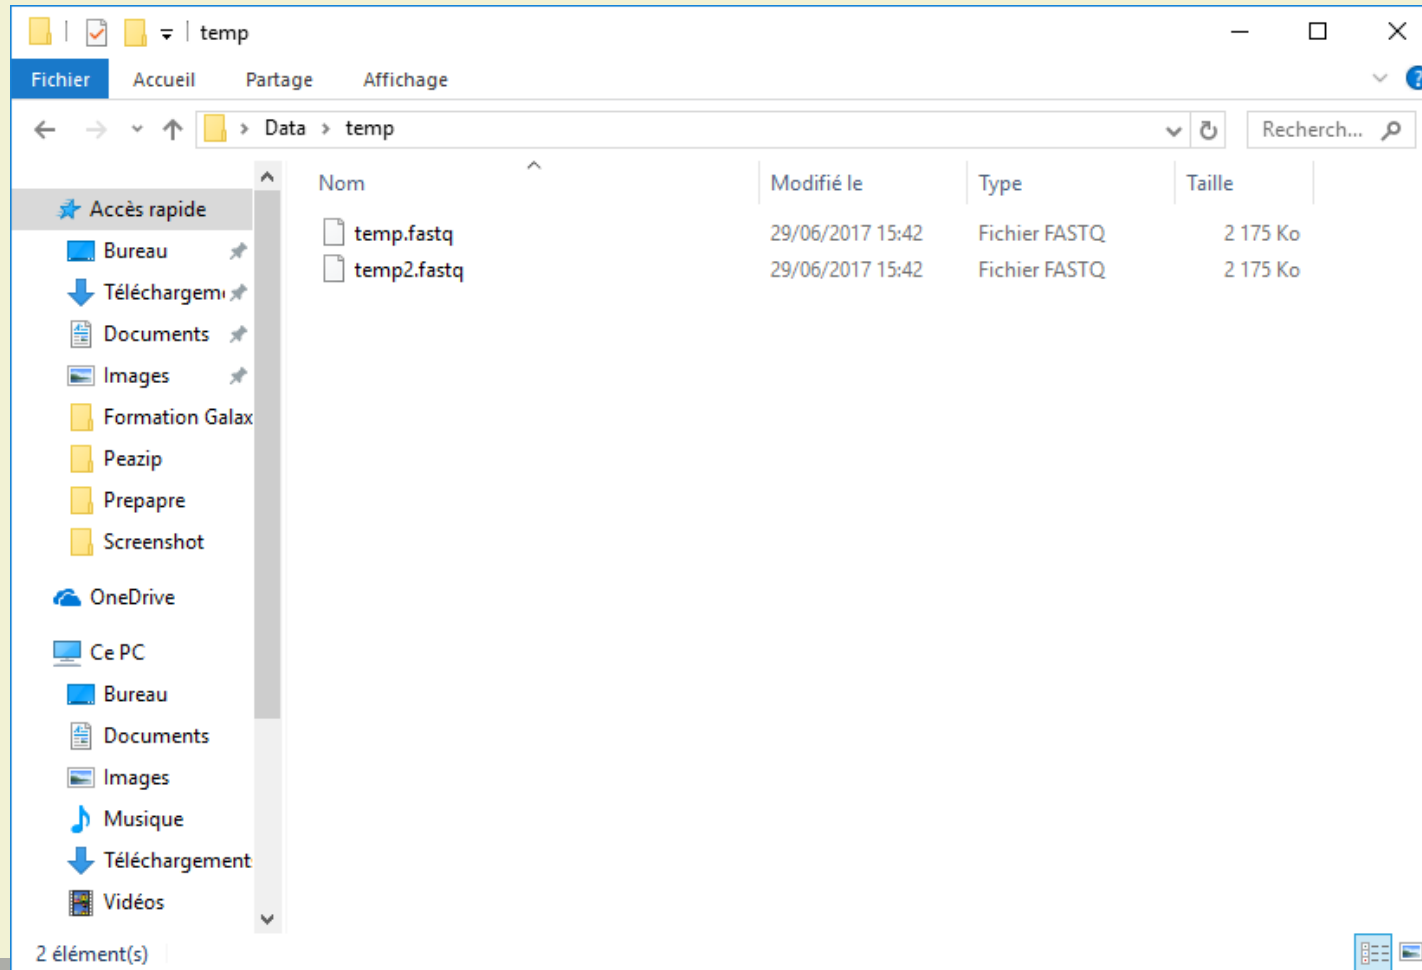 temp
Fichier Accueil Partage Affichage
Data > temp Recherch...
Nom Modifié le Type Taille
temp.fastq 29/06/2017 15:42 Fichier FASTQ 2 175 Ko
temp2.fastq 29/06/2017 15:42 Fichier FASTQ 2 175 Ko
Accès rapide
Bureau
Téléchargem
Documents
Images
Formation Galax
Peazip
Prepapre
Screenshot
OneDrive
Ce PC
Bureau
Documents
Images
Musique
Téléchargement
Vidéos
2 élément(s)